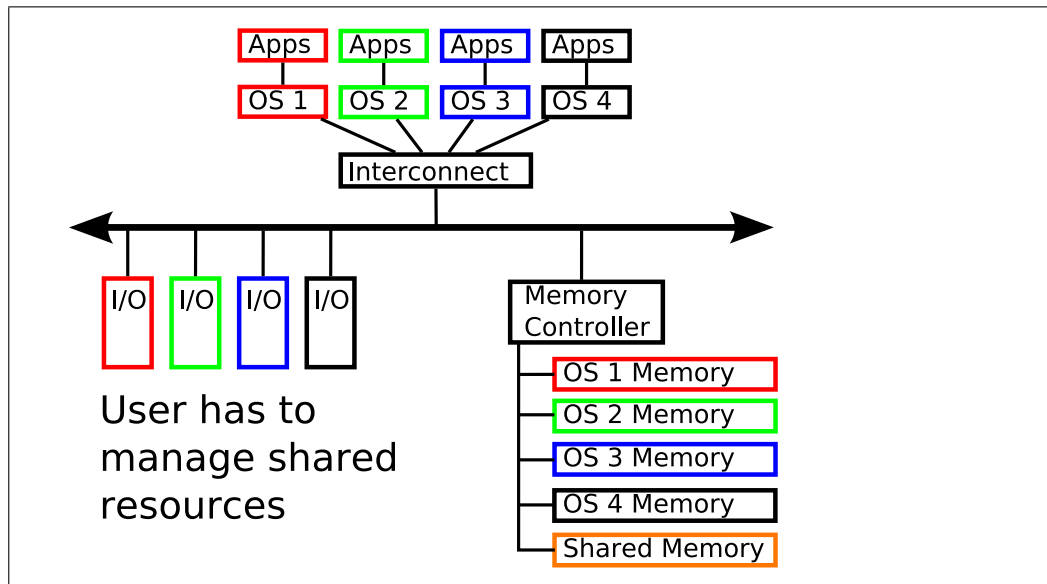 Apps Apps Apps Apps
OS 1 OS 2 OS 3 OS 4
Interconnect
I/O I/O I/O I/O
Memory
Controller
OS 1 Memory
OS 2 Memory
OS 3 Memory
OS 4 Memory
Shared Memory
User has to
manage shared
resources